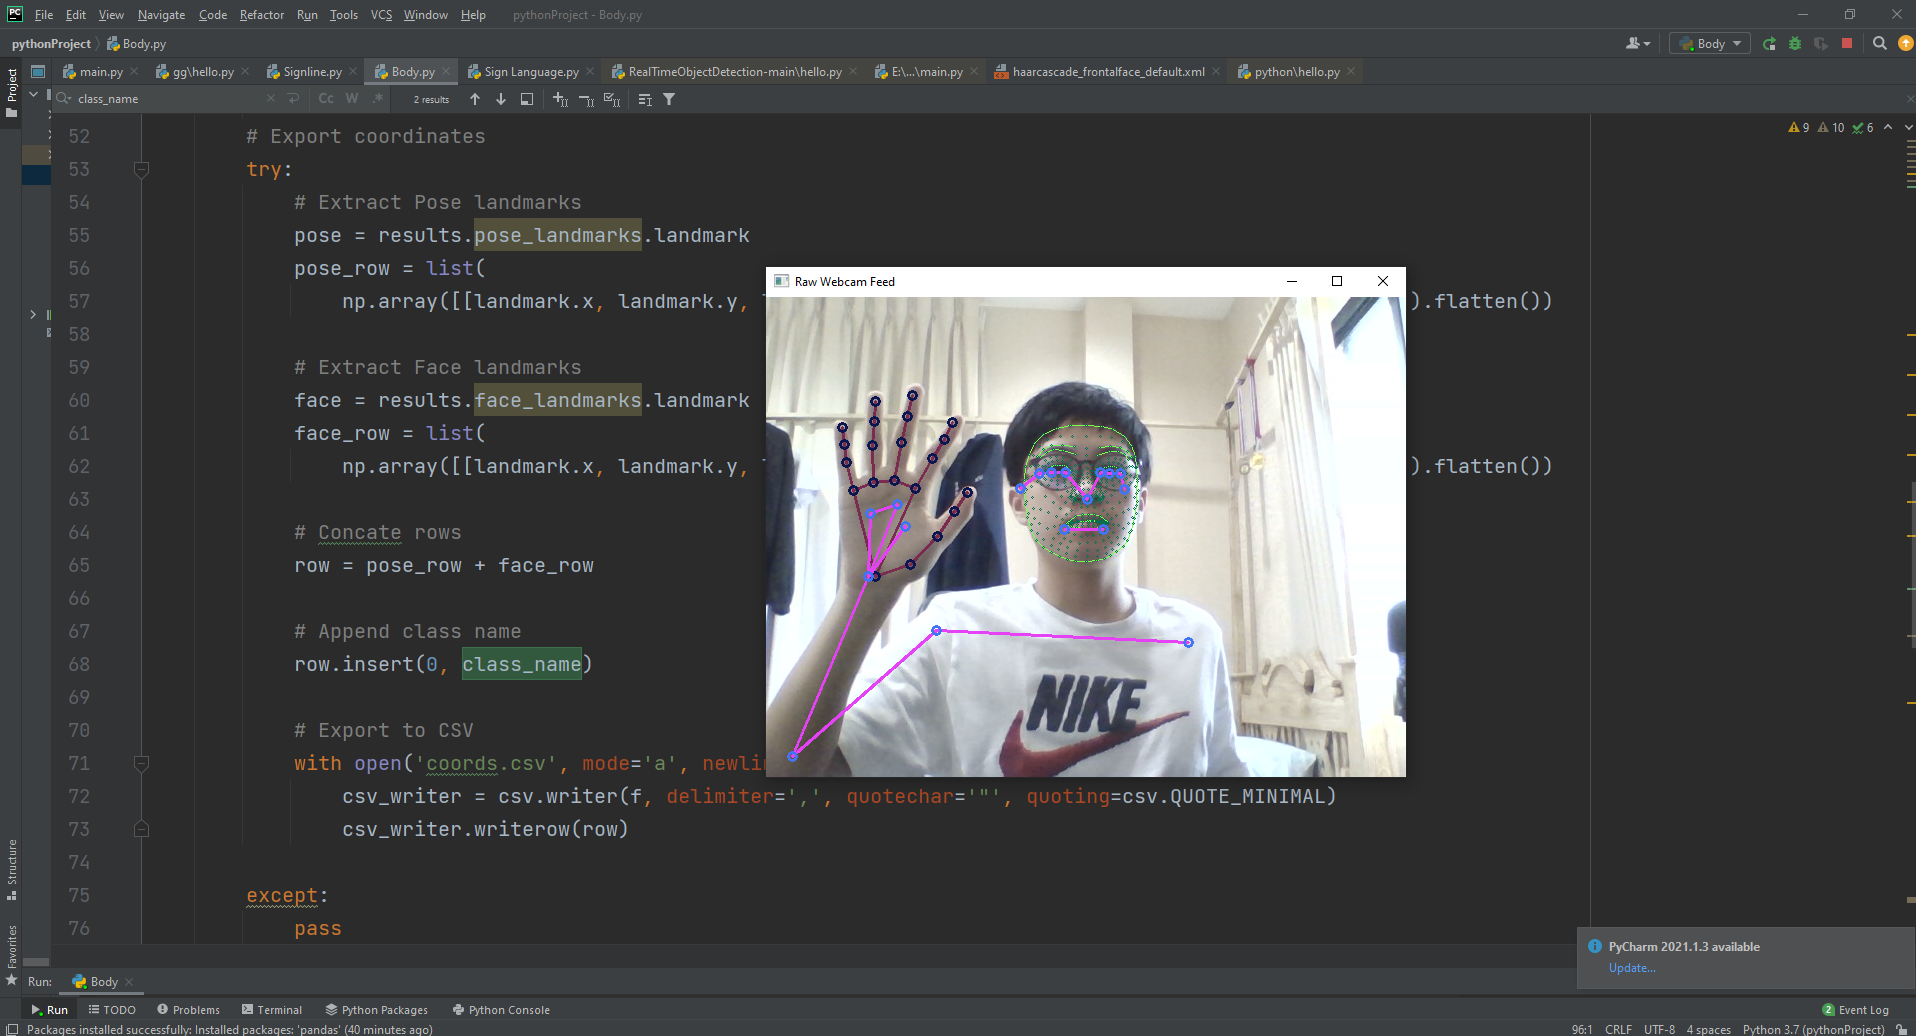 PC File Edit View Navigate Code Refactor Run Tools VCS Window Help pythonProject - Body.py
pythonProject Body.py Body
main.py gg\hello.py Signline.py Body.py Sign Language.py RealTimeObjectDetection-main\hello.py E:\...\main.py haarcascade_frontalface_default.xml python\hello.py
class_name Cc W .* 2 results
9 10 6
Project
52 # Export coordinates
53 try:
54 # Extract Pose landmarks
55 pose = results.pose_landmarks.landmark
56 pose_row = list(
57 np.array([[landmark.x, landmark.y, ).flatten())
58
59 # Extract Face landmarks
60 face = results.face_landmarks.landmark
61 face_row = list(
62 np.array([[landmark.x, landmark.y, ).flatten())
63
64 # Concate rows
65 row = pose_row + face_row
66
67 # Append class name
68 row.insert(0, class_name)
69
70 # Export to CSV
71 with open('coords.csv', mode='a', newli
72 csv_writer = csv.writer(f, delimiter=',', quotechar='"', quoting=csv.QUOTE_MINIMAL)
73 csv_writer.writerow(row)
74
75 except:
76 pass
Raw Webcam Feed
NIKE
Structure
Favorites
PyCharm 2021.1.3 available
Update...
Run: Body
Run TODO Problems Terminal Python Packages Python Console 2 Event Log
Packages installed successfully: Installed packages: 'pandas' (40 minutes ago) 96:1 CRLF UTF-8 4 spaces Python 3.7 (pythonProject)